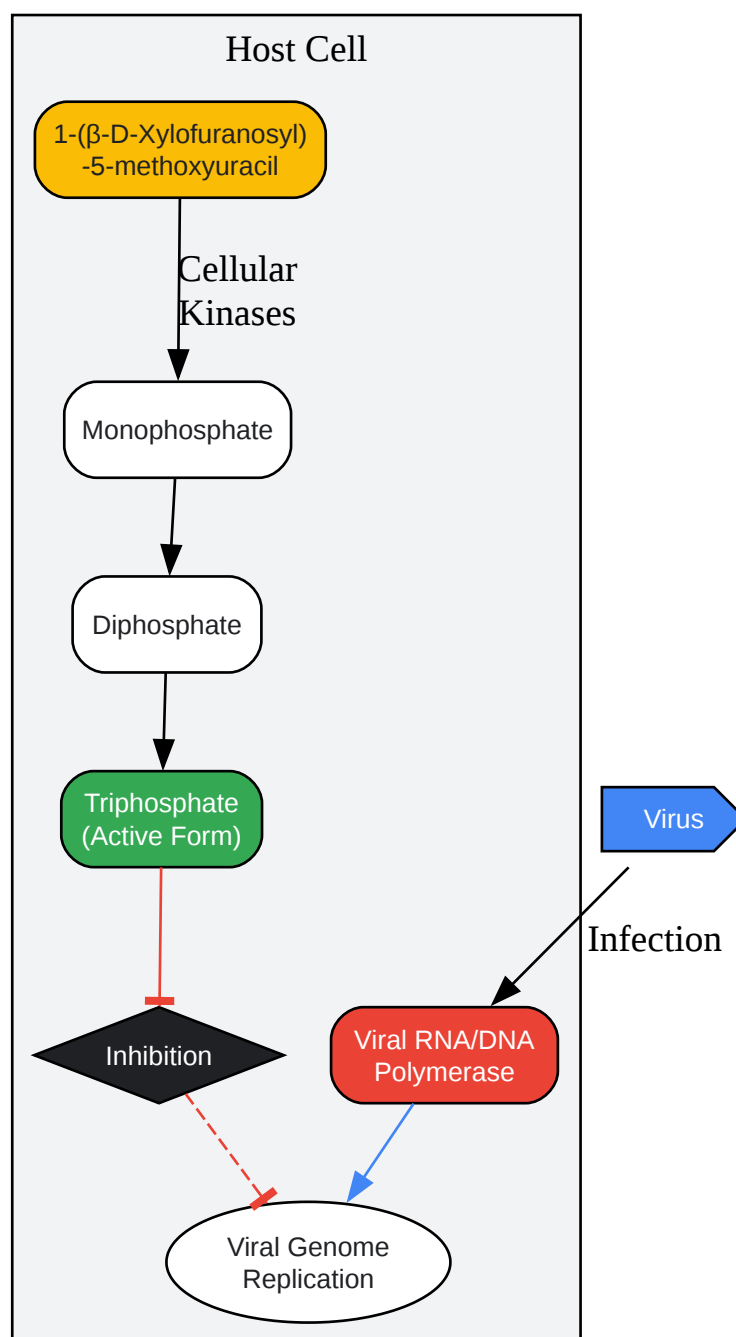 Host Cell
1-(β-D-Xylofuranosyl)
-5-methoxyuracil
Cellular
Kinases
Monophosphate
Diphosphate
Triphosphate
(Active Form)
Virus
Infection
Inhibition
Viral RNA/DNA
Polymerase
Viral Genome
Replication